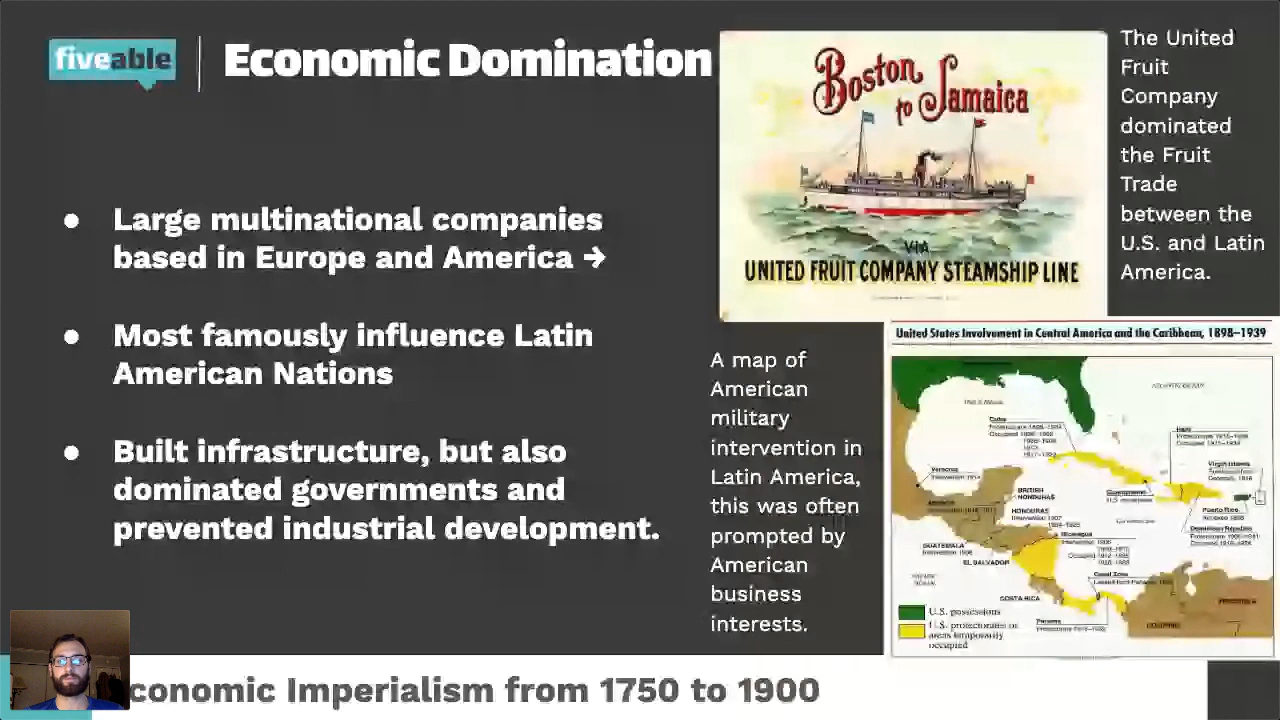 fiveable
Economic Domination
● Large multinational companies
based in Europe and America →
● Most famously influence Latin
American Nations
● Built infrastructure, but also
dominated governments and
prevented industrial development.
Boston
to Jamaica
VIA
UNITED FRUIT COMPANY STEAMSHIP LINE
The United
Fruit
Company
dominated
the Fruit
Trade
between the
U.S. and Latin
America.
A map of
American
military
intervention in
Latin America,
this was often
prompted by
American
business
interests.
United States Involvement in Central America and the Caribbean, 1898–1939
Cuba
Haiti
Virgin Islands
Veracruz
BRITISH
HONDURAS
HONDURAS
Puerto Rico
Dominican Republic
Nicaragua
GUATEMALA
EL SALVADOR
Canal Zone
COSTA RICA
Panama
U.S. possessions
U.S. protectorates or
areas temporarily
occupied
conomic Imperialism from 1750 to 1900